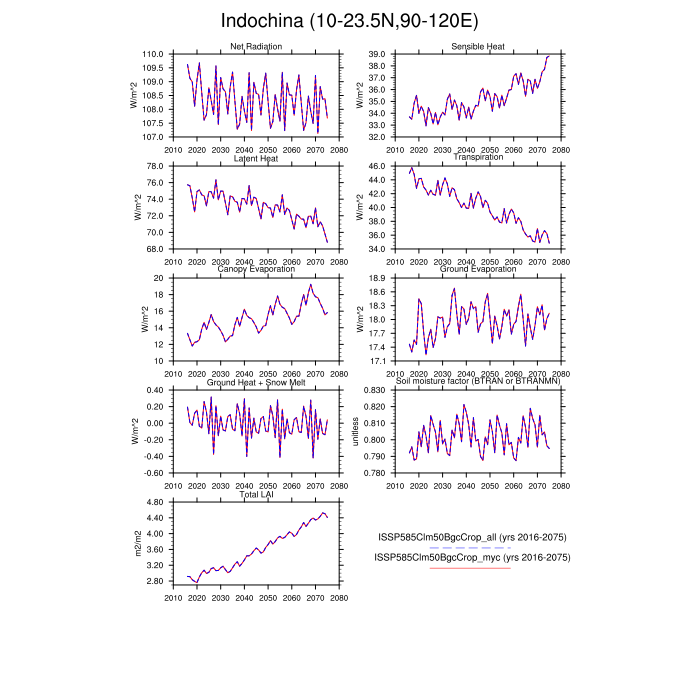 Indochina (10-23.5N,90-120E)
Net Radiation
W/m^2
110.0
109.5
109.0
108.5
108.0
107.5
107.0
2010 2020 2030 2040 2050 2060 2070 2080
Sensible Heat
W/m^2
39.0
38.0
37.0
36.0
35.0
34.0
33.0
32.0
2010 2020 2030 2040 2050 2060 2070 2080
Latent Heat
W/m^2
78.0
76.0
74.0
72.0
70.0
68.0
2010 2020 2030 2040 2050 2060 2070 2080
Transpiration
W/m^2
46.0
44.0
42.0
40.0
38.0
36.0
34.0
2010 2020 2030 2040 2050 2060 2070 2080
Canopy Evaporation
W/m^2
20
18
16
14
12
10
2010 2020 2030 2040 2050 2060 2070 2080
Ground Evaporation
W/m^2
18.9
18.6
18.3
18.0
17.7
17.4
17.1
2010 2020 2030 2040 2050 2060 2070 2080
Ground Heat + Snow Melt
W/m^2
0.40
0.20
0.00
-0.20
-0.40
-0.60
2010 2020 2030 2040 2050 2060 2070 2080
Soil moisture factor (BTRAN or BTRANMN)
unitless
0.830
0.820
0.810
0.800
0.790
0.780
2010 2020 2030 2040 2050 2060 2070 2080
Total LAI
m2/m2
4.80
4.40
4.00
3.60
3.20
2.80
2010 2020 2030 2040 2050 2060 2070 2080
ISSP585Clm50BgcCrop_all (yrs 2016-2075)
ISSP585Clm50BgcCrop_myc (yrs 2016-2075)